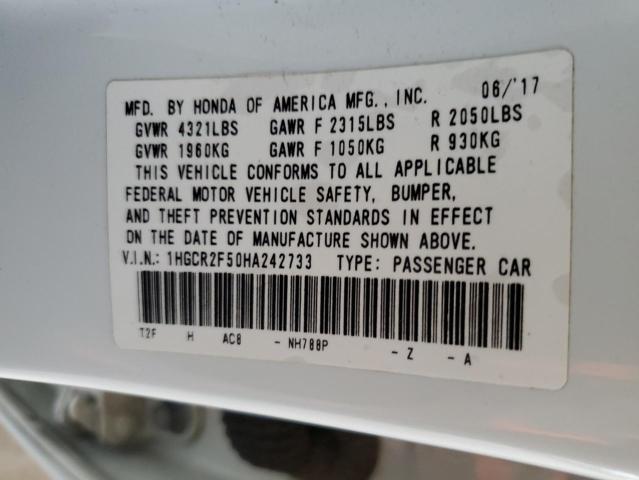 MFD. BY HONDA OF AMERICA MFG., INC. 06/'17
GVWR 4321LBS GAWR F 2315LBS R 2050LBS
GVWR 1960KG GAWR F 1050KG R 930KG
THIS VEHICLE CONFORMS TO ALL APPLICABLE
FEDERAL MOTOR VEHICLE SAFETY, BUMPER,
AND THEFT PREVENTION STANDARDS IN EFFECT
ON THE DATE OF MANUFACTURE SHOWN ABOVE.
V.I.N.: 1HGCR2F50HA242733 TYPE: PASSENGER CAR
T2F H AC8 - NH788P - Z - A